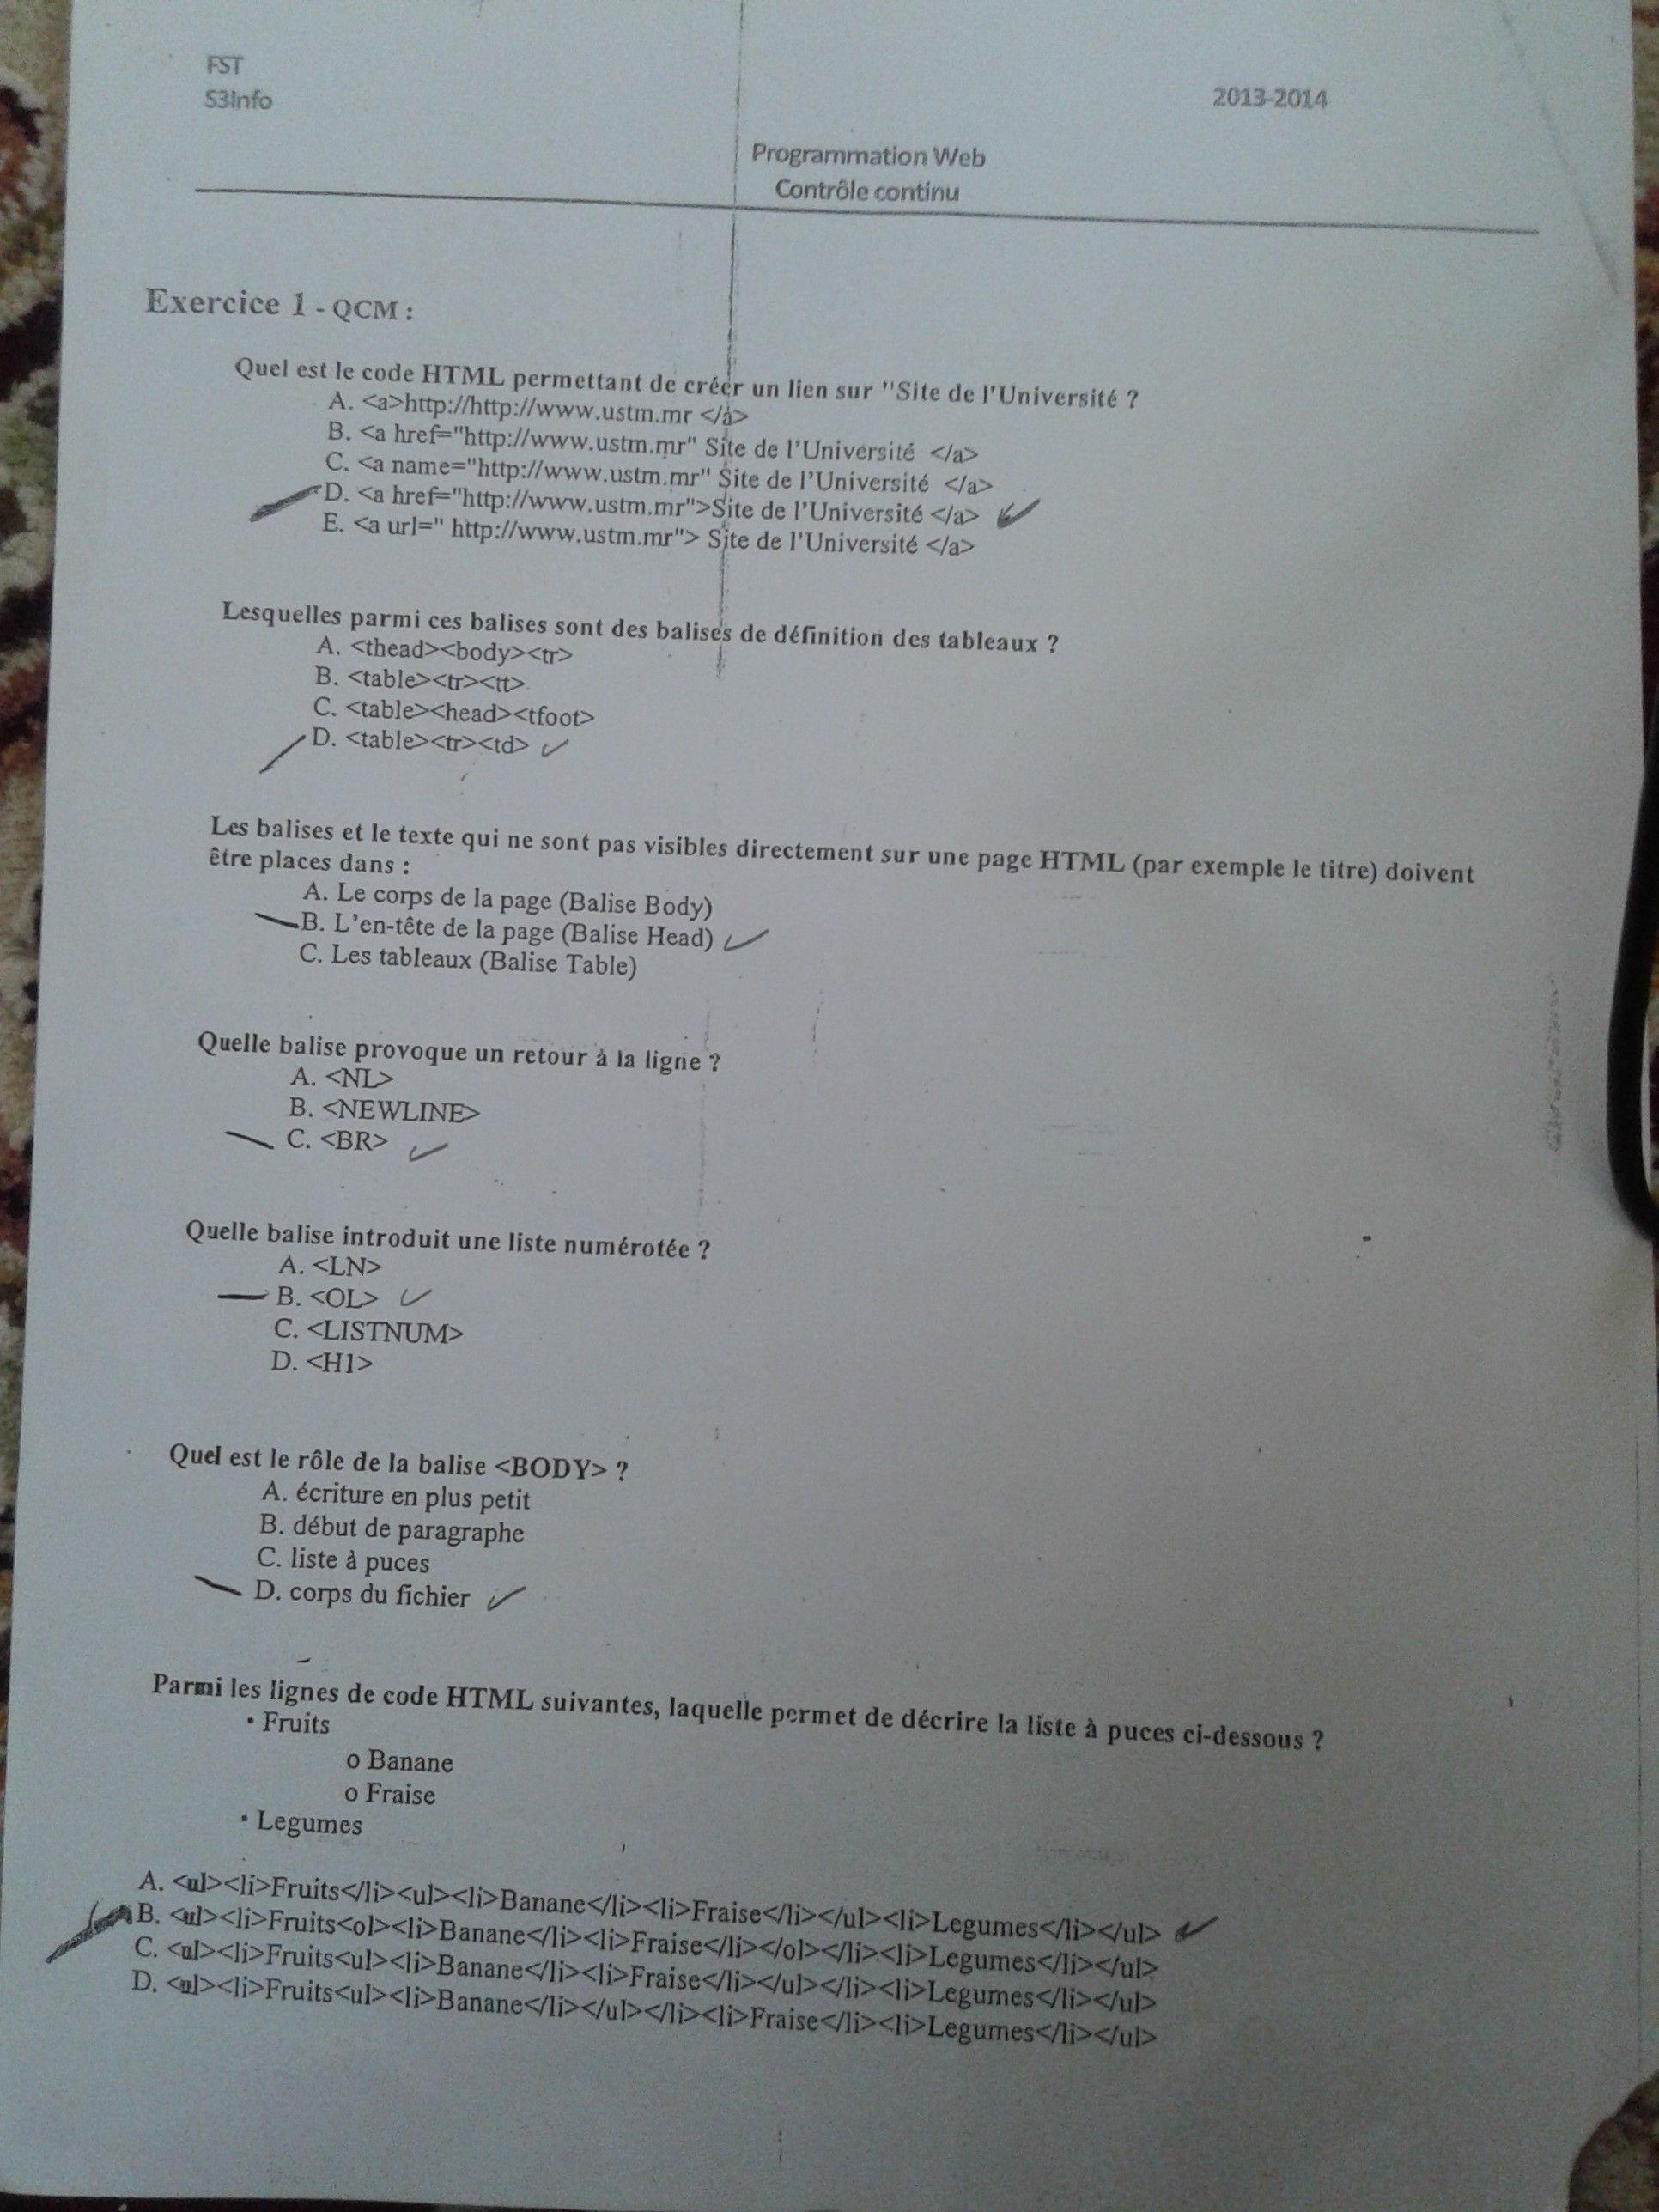 FST
S3Info
2013-2014
Programmation Web
Contrôle continu
Exercice 1 - QCM :
Quel est le code HTML permettant de créer un lien sur "Site de l'Université ?
A. <a>http://http://www.ustm.mr </a>
B. <a href="http://www.ustm.mr" Site de l'Université </a>
C. <a name="http://www.ustm.mr" Site de l'Université </a>
D. <a href="http://www.ustm.mr">Site de l'Université </a>
E. <a url=" http://www.ustm.mr"> Site de l'Université </a>
Lesquelles parmi ces balises sont des balises de définition des tableaux ?
A. <thead><body><tr>
B. <table><tr><tt>
C. <table><head><tfoot>
D. <table><tr><td>
Les balises et le texte qui ne sont pas visibles directement sur une page HTML (par exemple le titre) doivent
être places dans :
A. Le corps de la page (Balise Body)
B. L'en-tête de la page (Balise Head)
C. Les tableaux (Balise Table)
Quelle balise provoque un retour à la ligne ?
A. <NL>
B. <NEWLINE>
C. <BR>
Quelle balise introduit une liste numérotée ?
A. <LN>
B. <OL>
C. <LISTNUM>
D. <H1>
Quel est le rôle de la balise <BODY> ?
A. écriture en plus petit
B. début de paragraphe
C. liste à puces
D. corps du fichier
Parmi les lignes de code HTML suivantes, laquelle permet de décrire la liste à puces ci-dessous ?
• Fruits
o Banane
o Fraise
• Legumes
A. <ul><li>Fruits</li><ul><li>Banane</li><li>Fraise</li></ul><li>Legumes</li></ul>
B. <ul><li>Fruits<ol><li>Banane</li><li>Fraise</li></ol></li><li>Legumes</li></ul>
C. <ul><li>Fruits<ul><li>Banane</li><li>Fraise</li></ul></li><li>Legumes</li></ul>
D. <ul><li>Fruits<ul><li>Banane</li></ul></li><li>Fraise</li><li>Legumes</li></ul>